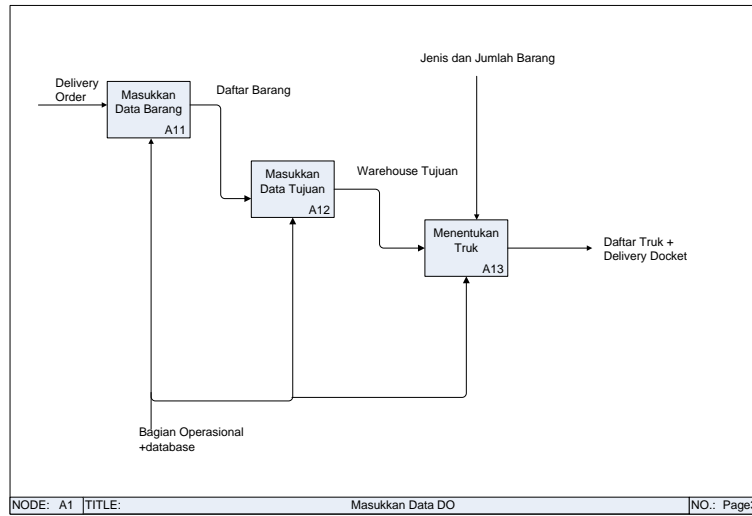 Jenis dan Jumlah Barang
Delivery
Order
Masukkan
Data Barang
A11
Daftar Barang
Masukkan
Data Tujuan
A12
Warehouse Tujuan
Menentukan
Truk
A13
Daftar Truk +
Delivery Docket
Bagian Operasional
+database
NODE: A1 TITLE: Masukkan Data DO NO.: Page